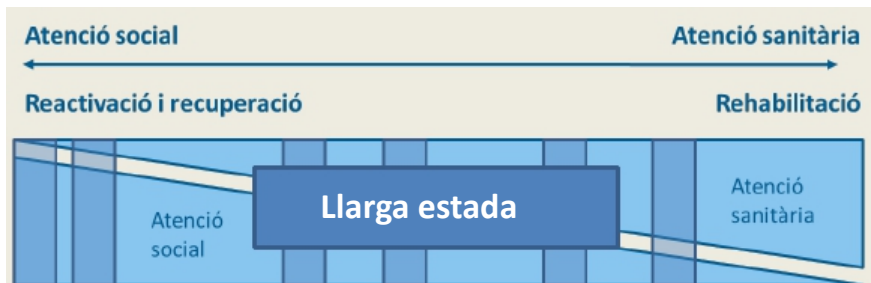 Atenció social Atenció sanitària
Reactivació i recuperació Rehabilitació
Llarga estada
Atenció
social
Atenció
sanitària